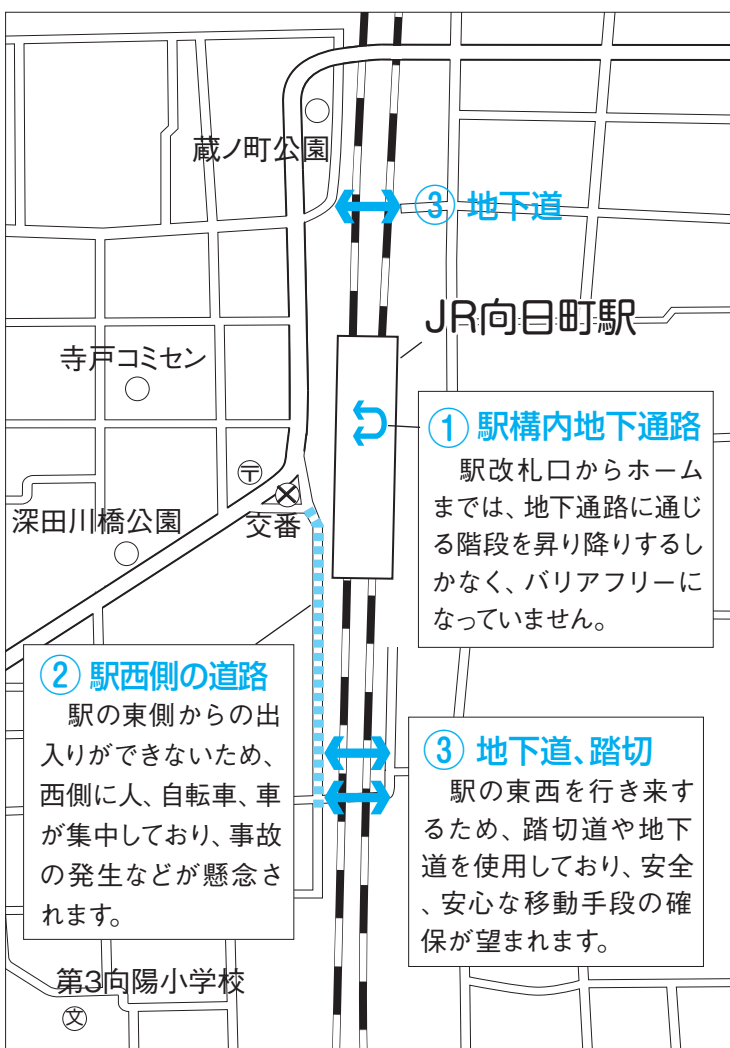 蔵ノ町公園
③ 地下道
JR向日町駅
寺戸コミセン
① 駅構内地下通路
駅改札口からホーム
までは、地下通路に通じ
る階段を昇り降りするし
かなく、バリアフリーに
なっていません。
〒
深田川橋公園
交番
② 駅西側の道路
駅の東側からの出
入りができないため、
西側に人、自転車、車
が集中しており、事故
の発生などが懸念さ
れます。
③ 地下道、踏切
駅の東西を行き来す
るため、踏切道や地下
道を使用しており、安全
、安心な移動手段の確
保が望まれます。
第3向陽小学校
文